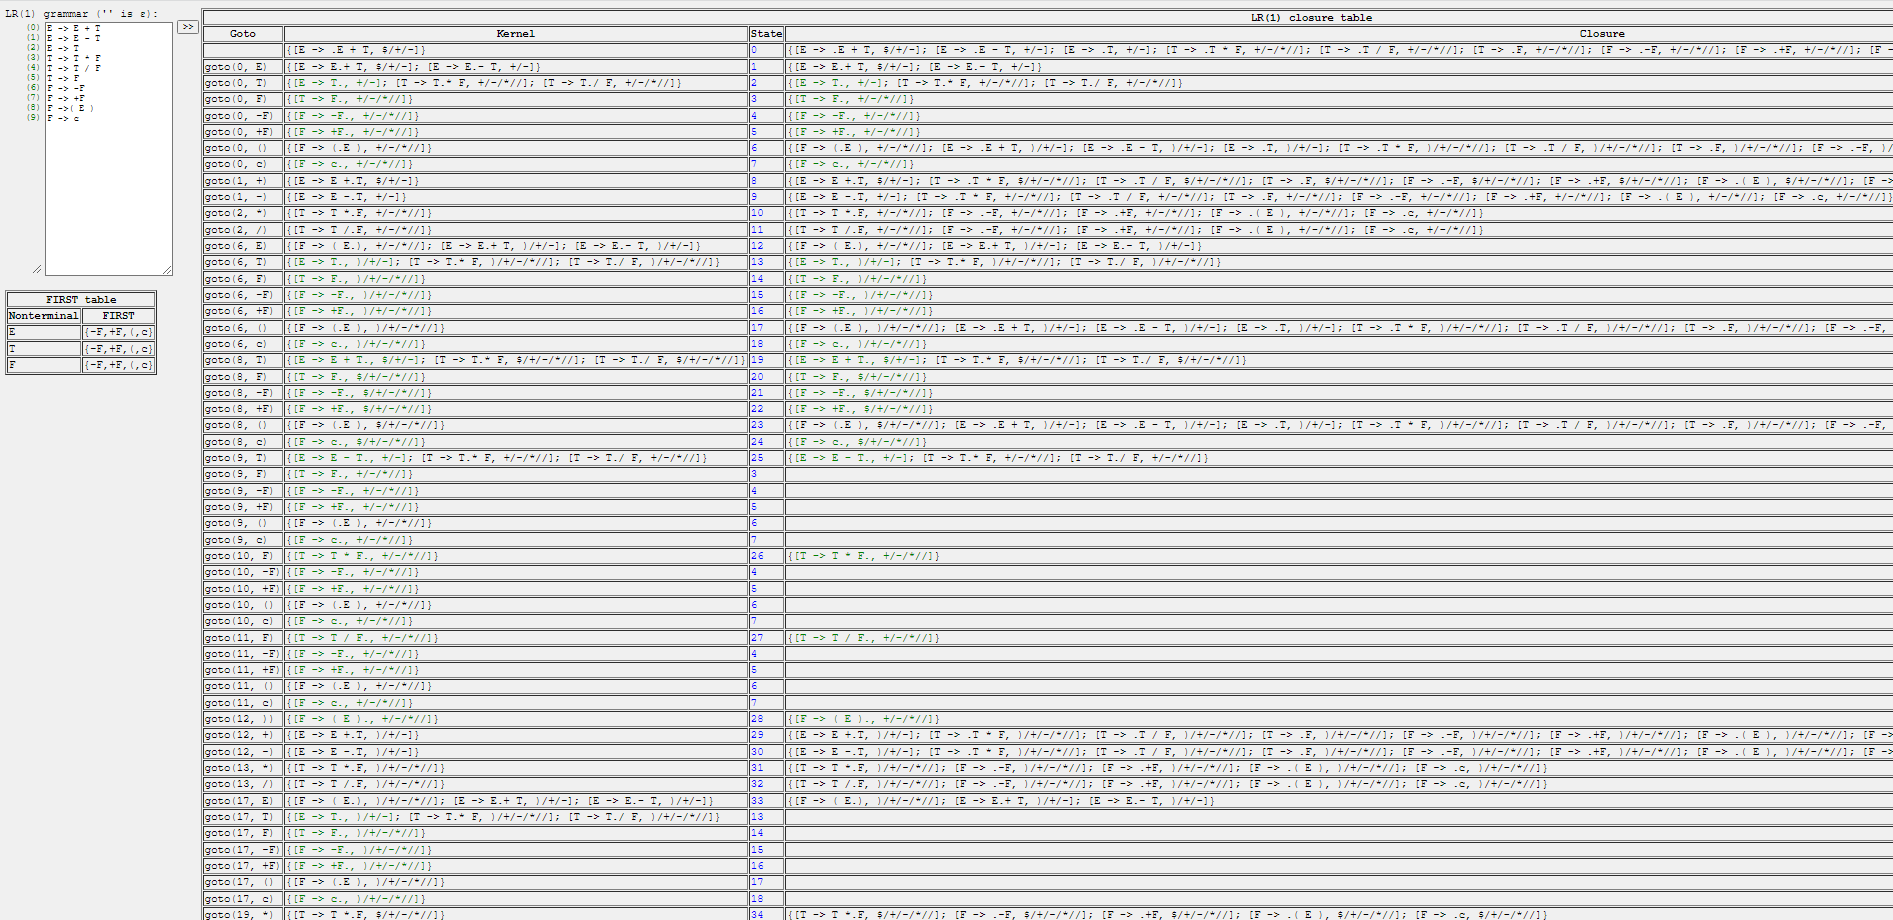 LR(1) grammar ('' is ε):
(0) E -> E + T
(1) E -> E - T
(2) E -> T
(3) T -> T * F
(4) T -> T / F
(5) T -> F
(6) F -> -F
(7) F -> +F
(8) F ->( E )
(9) F -> c
>>
FIRST table
Nonterminal FIRST
E {-F,+F,(,c}
T {-F,+F,(,c}
F {-F,+F,(,c}
LR(1) closure table
Goto Kernel State Closure
{[E -> .E + T, $/+/-]} 0 {[E -> .E + T, $/+/-]; [E -> .E - T, +/-]; [E -> .T, +/-]; [T -> .T * F, +/-/*//]; [T -> .T / F, +/-/*//]; [T -> .F, +/-/*//]; [F -> .-F, +/-/*//]; [F -> .+F, +/-/*//]; [F -> .( E ), +/-/*//]; [F -
goto(0, E) {[E -> E.+ T, $/+/-]; [E -> E.- T, +/-]} 1 {[E -> E.+ T, $/+/-]; [E -> E.- T, +/-]}
goto(0, T) {[E -> T., +/-]; [T -> T.* F, +/-/*//]; [T -> T./ F, +/-/*//]} 2 {[E -> T., +/-]; [T -> T.* F, +/-/*//]; [T -> T./ F, +/-/*//]}
goto(0, F) {[T -> F., +/-/*//]} 3 {[T -> F., +/-/*//]}
goto(0, -F) {[F -> -F., +/-/*//]} 4 {[F -> -F., +/-/*//]}
goto(0, +F) {[F -> +F., +/-/*//]} 5 {[F -> +F., +/-/*//]}
goto(0, () {[F -> (.E ), +/-/*//]} 6 {[F -> (.E ), +/-/*//]; [E -> .E + T, )/+/-]; [E -> .E - T, )/+/-]; [E -> .T, )/+/-]; [T -> .T * F, )/+/-/*//]; [T -> .T / F, )/+/-/*//]; [T -> .F, )/+/-/*//]; [F -> .-F, )/
goto(0, c) {[F -> c., +/-/*//]} 7 {[F -> c., +/-/*//]}
goto(1, +) {[E -> E +.T, $/+/-]} 8 {[E -> E +.T, $/+/-]; [T -> .T * F, $/+/-/*//]; [T -> .T / F, $/+/-/*//]; [T -> .F, $/+/-/*//]; [F -> .-F, $/+/-/*//]; [F -> .+F, $/+/-/*//]; [F -> .( E ), $/+/-/*//]; [F ->
goto(1, -) {[E -> E -.T, +/-]} 9 {[E -> E -.T, +/-]; [T -> .T * F, +/-/*//]; [T -> .T / F, +/-/*//]; [T -> .F, +/-/*//]; [F -> .-F, +/-/*//]; [F -> .+F, +/-/*//]; [F -> .( E ), +/-/*//]; [F -> .c, +/-/*//]}
goto(2, *) {[T -> T *.F, +/-/*//]} 10 {[T -> T *.F, +/-/*//]; [F -> .-F, +/-/*//]; [F -> .+F, +/-/*//]; [F -> .( E ), +/-/*//]; [F -> .c, +/-/*//]}
goto(2, /) {[T -> T /.F, +/-/*//]} 11 {[T -> T /.F, +/-/*//]; [F -> .-F, +/-/*//]; [F -> .+F, +/-/*//]; [F -> .( E ), +/-/*//]; [F -> .c, +/-/*//]}
goto(6, E) {[F -> ( E.), +/-/*//]; [E -> E.+ T, )/+/-]; [E -> E.- T, )/+/-]} 12 {[F -> ( E.), +/-/*//]; [E -> E.+ T, )/+/-]; [E -> E.- T, )/+/-]}
goto(6, T) {[E -> T., )/+/-]; [T -> T.* F, )/+/-/*//]; [T -> T./ F, )/+/-/*//]} 13 {[E -> T., )/+/-]; [T -> T.* F, )/+/-/*//]; [T -> T./ F, )/+/-/*//]}
goto(6, F) {[T -> F., )/+/-/*//]} 14 {[T -> F., )/+/-/*//]}
goto(6, -F) {[F -> -F., )/+/-/*//]} 15 {[F -> -F., )/+/-/*//]}
goto(6, +F) {[F -> +F., )/+/-/*//]} 16 {[F -> +F., )/+/-/*//]}
goto(6, () {[F -> (.E ), )/+/-/*//]} 17 {[F -> (.E ), )/+/-/*//]; [E -> .E + T, )/+/-]; [E -> .E - T, )/+/-]; [E -> .T, )/+/-]; [T -> .T * F, )/+/-/*//]; [T -> .T / F, )/+/-/*//]; [T -> .F, )/+/-/*//]; [F -> .-F,
goto(6, c) {[F -> c., )/+/-/*//]} 18 {[F -> c., )/+/-/*//]}
goto(8, T) {[E -> E + T., $/+/-]; [T -> T.* F, $/+/-/*//]; [T -> T./ F, $/+/-/*//]} 19 {[E -> E + T., $/+/-]; [T -> T.* F, $/+/-/*//]; [T -> T./ F, $/+/-/*//]}
goto(8, F) {[T -> F., $/+/-/*//]} 20 {[T -> F., $/+/-/*//]}
goto(8, -F) {[F -> -F., $/+/-/*//]} 21 {[F -> -F., $/+/-/*//]}
goto(8, +F) {[F -> +F., $/+/-/*//]} 22 {[F -> +F., $/+/-/*//]}
goto(8, () {[F -> (.E ), $/+/-/*//]} 23 {[F -> (.E ), $/+/-/*//]; [E -> .E + T, )/+/-]; [E -> .E - T, )/+/-]; [E -> .T, )/+/-]; [T -> .T * F, )/+/-/*//]; [T -> .T / F, )/+/-/*//]; [T -> .F, )/+/-/*//]; [F -> .-F,
goto(8, c) {[F -> c., $/+/-/*//]} 24 {[F -> c., $/+/-/*//]}
goto(9, T) {[E -> E - T., +/-]; [T -> T.* F, +/-/*//]; [T -> T./ F, +/-/*//]} 25 {[E -> E - T., +/-]; [T -> T.* F, +/-/*//]; [T -> T./ F, +/-/*//]}
goto(9, F) {[T -> F., +/-/*//]} 3
goto(9, -F) {[F -> -F., +/-/*//]} 4
goto(9, +F) {[F -> +F., +/-/*//]} 5
goto(9, () {[F -> (.E ), +/-/*//]} 6
goto(9, c) {[F -> c., +/-/*//]} 7
goto(10, F) {[T -> T * F., +/-/*//]} 26 {[T -> T * F., +/-/*//]}
goto(10, -F) {[F -> -F., +/-/*//]} 4
goto(10, +F) {[F -> +F., +/-/*//]} 5
goto(10, () {[F -> (.E ), +/-/*//]} 6
goto(10, c) {[F -> c., +/-/*//]} 7
goto(11, F) {[T -> T / F., +/-/*//]} 27 {[T -> T / F., +/-/*//]}
goto(11, -F) {[F -> -F., +/-/*//]} 4
goto(11, +F) {[F -> +F., +/-/*//]} 5
goto(11, () {[F -> (.E ), +/-/*//]} 6
goto(11, c) {[F -> c., +/-/*//]} 7
goto(12, )) {[F -> ( E )., +/-/*//]} 28 {[F -> ( E )., +/-/*//]}
goto(12, +) {[E -> E +.T, )/+/-]} 29 {[E -> E +.T, )/+/-]; [T -> .T * F, )/+/-/*//]; [T -> .T / F, )/+/-/*//]; [T -> .F, )/+/-/*//]; [F -> .-F, )/+/-/*//]; [F -> .+F, )/+/-/*//]; [F -> .( E ), )/+/-/*//]; [F ->
goto(12, -) {[E -> E -.T, )/+/-]} 30 {[E -> E -.T, )/+/-]; [T -> .T * F, )/+/-/*//]; [T -> .T / F, )/+/-/*//]; [T -> .F, )/+/-/*//]; [F -> .-F, )/+/-/*//]; [F -> .+F, )/+/-/*//]; [F -> .( E ), )/+/-/*//]; [F ->
goto(13, *) {[T -> T *.F, )/+/-/*//]} 31 {[T -> T *.F, )/+/-/*//]; [F -> .-F, )/+/-/*//]; [F -> .+F, )/+/-/*//]; [F -> .( E ), )/+/-/*//]; [F -> .c, )/+/-/*//]}
goto(13, /) {[T -> T /.F, )/+/-/*//]} 32 {[T -> T /.F, )/+/-/*//]; [F -> .-F, )/+/-/*//]; [F -> .+F, )/+/-/*//]; [F -> .( E ), )/+/-/*//]; [F -> .c, )/+/-/*//]}
goto(17, E) {[F -> ( E.), )/+/-/*//]; [E -> E.+ T, )/+/-]; [E -> E.- T, )/+/-]} 33 {[F -> ( E.), )/+/-/*//]; [E -> E.+ T, )/+/-]; [E -> E.- T, )/+/-]}
goto(17, T) {[E -> T., )/+/-]; [T -> T.* F, )/+/-/*//]; [T -> T./ F, )/+/-/*//]} 13
goto(17, F) {[T -> F., )/+/-/*//]} 14
goto(17, -F) {[F -> -F., )/+/-/*//]} 15
goto(17, +F) {[F -> +F., )/+/-/*//]} 16
goto(17, () {[F -> (.E ), )/+/-/*//]} 17
goto(17, c) {[F -> c., )/+/-/*//]} 18
goto(19, *) {[T -> T *.F, $/+/-/*//]} 34 {[T -> T *.F, $/+/-/*//]; [F -> .-F, $/+/-/*//]; [F -> .+F, $/+/-/*//]; [F -> .( E ), $/+/-/*//]; [F -> .c, $/+/-/*//]}